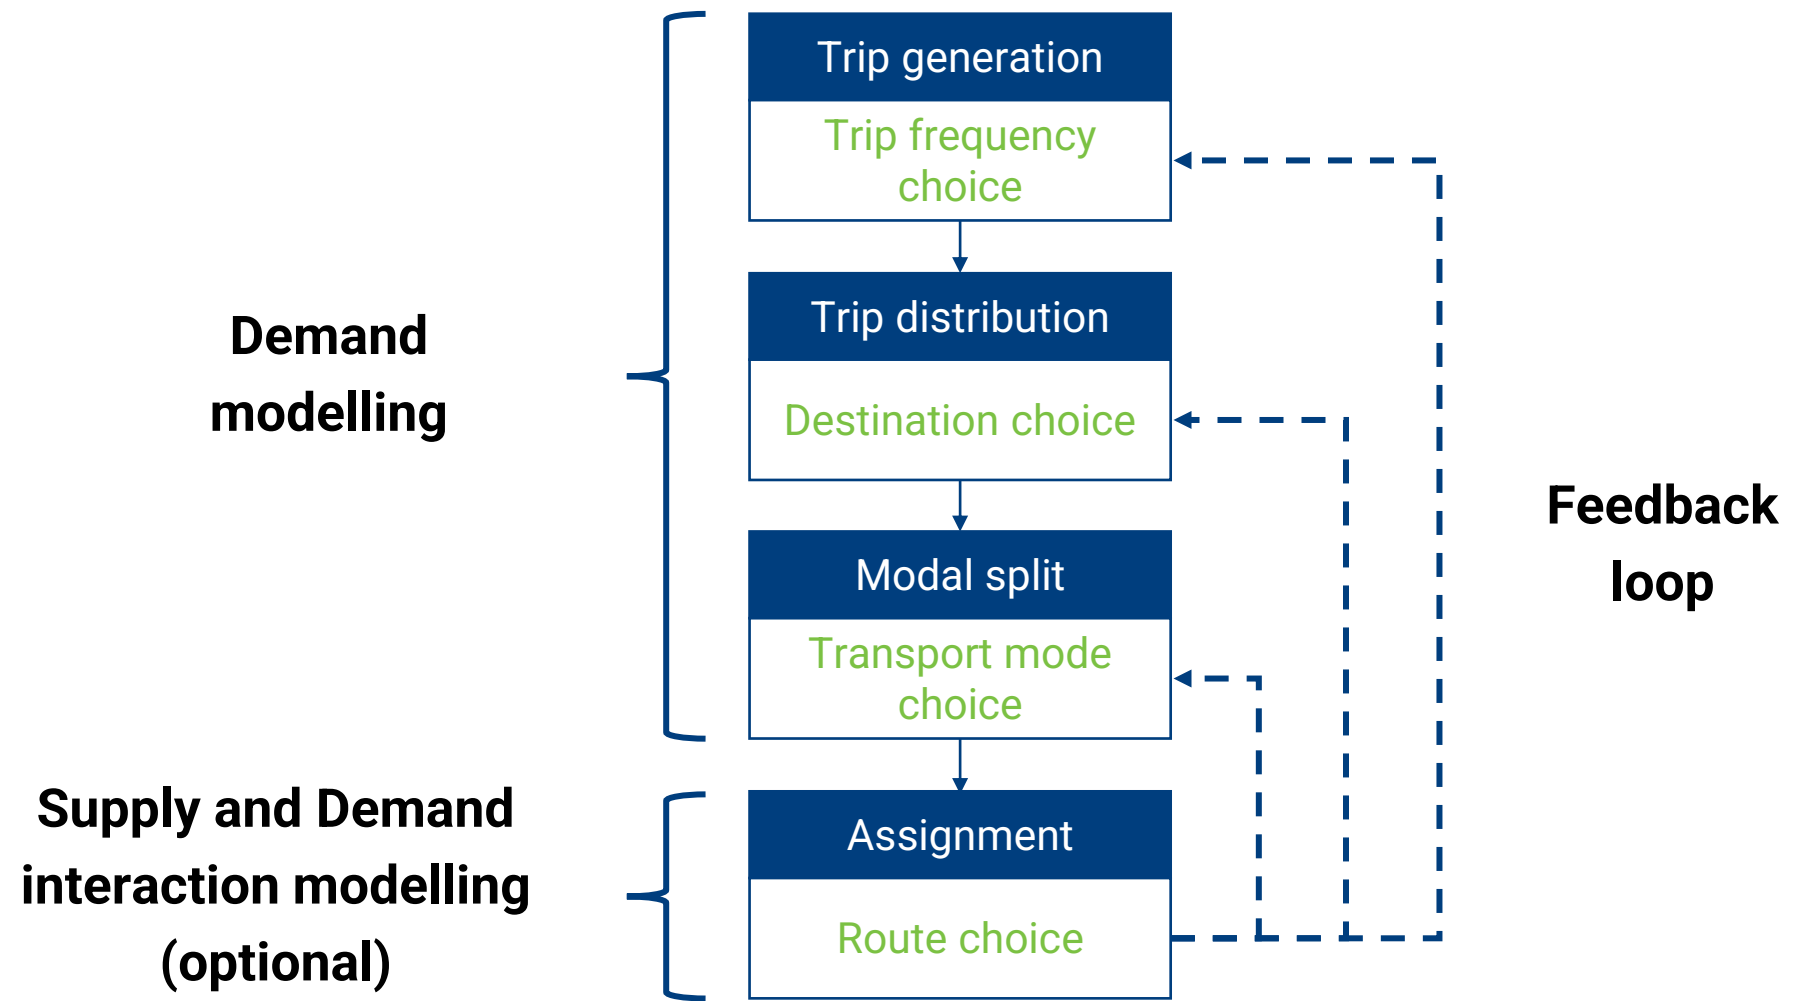 Trip generation
Trip frequency
choice
Trip distribution
Destination choice
Modal split
Transport mode
choice
Assignment
Route choice
Demand
modelling
Supply and Demand
interaction modelling
(optional)
Feedback
loop